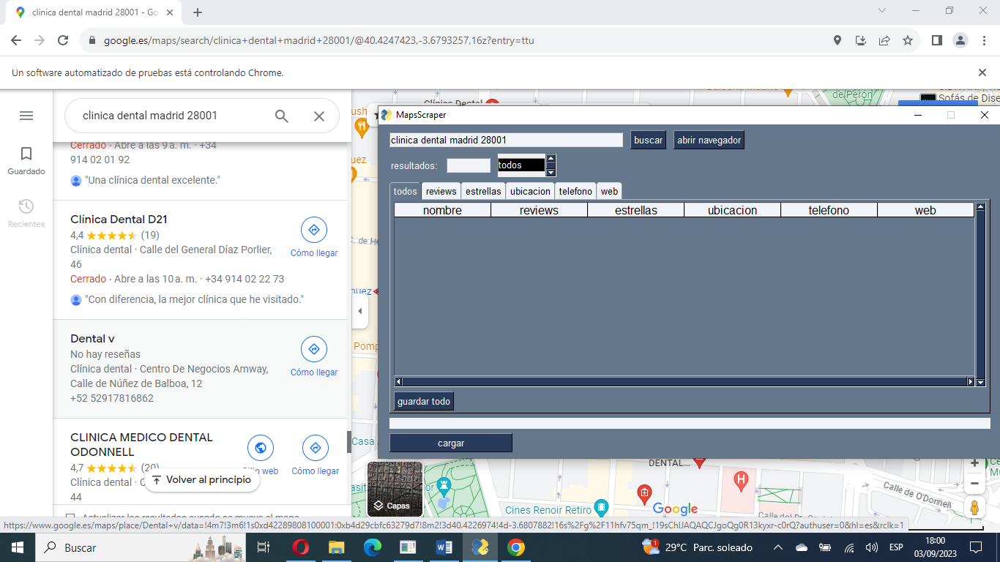 clinica dental madrid 28001 - Go
google.es/maps/search/clinica+dental+madrid+28001/@40.4247423,-3.6793257,16z?entry=ttu
Un software automatizado de pruebas está controlando Chrome.
clinica dental madrid 28001
Guardado
Recientes
Cerrado · Abre a las 9 a. m. · +34
914 02 01 92
"Una clínica dental excelente."
Clínica Dental D21
4,4 (19)
Clínica dental · Calle del General Díaz Porlier,
46
Cerrado · Abre a las 10 a. m. · +34 914 02 22 73
"Con diferencia, la mejor clínica que he visitado."
Cómo llegar
Dental v
No hay reseñas
Clínica dental · Centro De Negocios Amway,
Calle de Núñez de Balboa, 12
+52 52917816862
Cómo llegar
CLINICA MEDICO DENTAL
ODONNELL
4,7 (20)
Clínica dental · C
44
web
Cómo llegar
Volver al principio
Clínica Dental
de Perón
Sofás de Dise
ush
uez
C. de He
quez
Pomp
Casa
MapsScraper
clinica dental madrid 28001
buscar
abrir navegador
resultados:
todos
todos
reviews
estrellas
ubicacion
telefono
web
nombre
reviews
estrellas
ubicacion
telefono
web
guardar todo
cargar
DENTAL...
or
Capas
Cines Renoir Retiro
Google
Calle de O'Donnell
H
https://www.google.es/maps/place/Dental+v/data=!4m7!3m6!1s0xd42289808100001:0xb4d29cbfc63279d7!8m2!3d40.4226974!4d-3.6807882!16s%2Fg%2F11hfv75qm_!19sChIJAQAQCJgoQg0R13kyxr-c0rQ?authuser=0&hl=es&rclk=1
Buscar
29°C Parc. soleado
ESP
18:00
03/09/2023